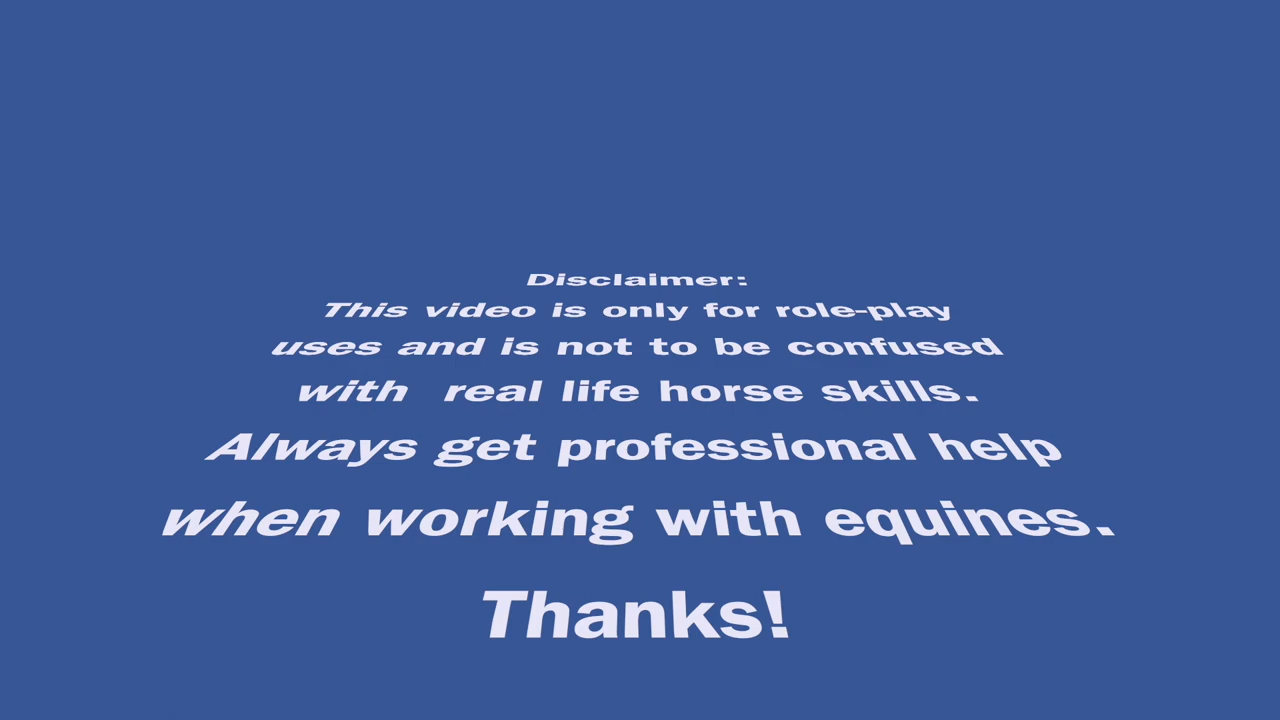 Disclaimer:
This video is only for role-play
uses and is not to be confused
with  real life horse skills.
Always get professional help
when working with equines.
Thanks!